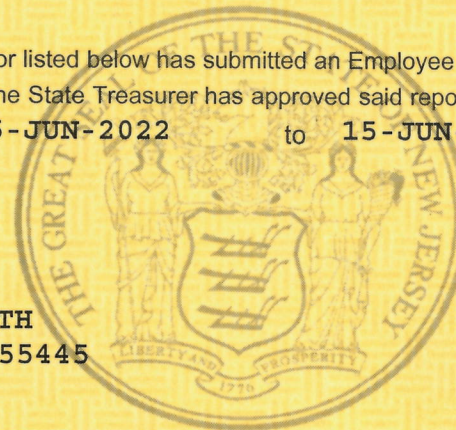 or listed below has submitted an Employee
he State Treasurer has approved said repo
5-JUN-2022 to 15-JUN
THE GREAT SEAL OF THE STATE OF NEW JERSEY
LIBERTY AND PROSPERITY
1776
TH
55445